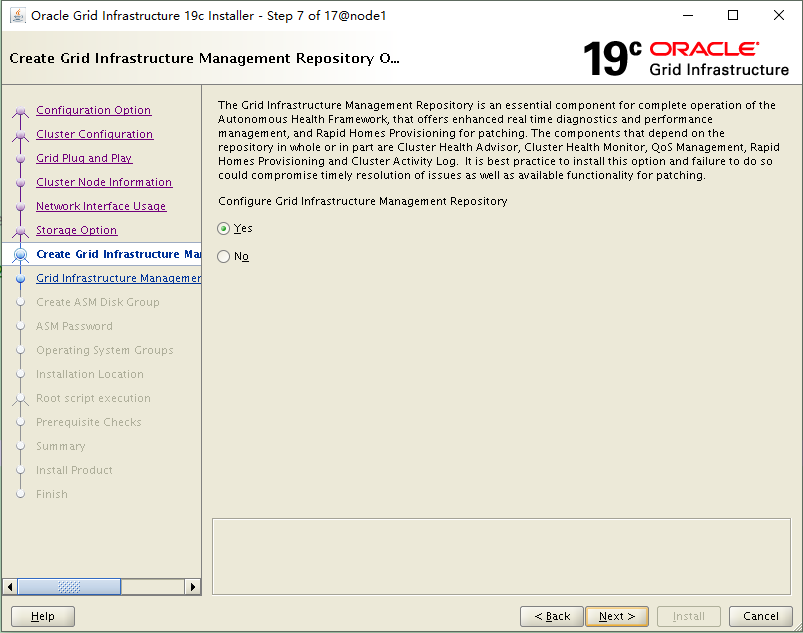 Oracle Grid Infrastructure 19c Installer - Step 7 of 17@node1
Create Grid Infrastructure Management Repository O...
19c ORACLE
Grid Infrastructure
Configuration Option
Cluster Configuration
Grid Plug and Play
Cluster Node Information
Network Interface Usage
Storage Option
Create Grid Infrastructure Ma
Grid Infrastructure Managemen
Create ASM Disk Group
ASM Password
Operating System Groups
Installation Location
Root script execution
Prerequisite Checks
Summary
Install Product
Finish
The Grid Infrastructure Management Repository is an essential component for complete operation of the
Autonomous Health Framework, that offers enhanced real time diagnostics and performance
management, and Rapid Homes Provisioning for patching. The components that depend on the
repository in whole or in part are Cluster Health Advisor, Cluster Health Monitor, QoS Management, Rapid
Homes Provisioning and Cluster Activity Log. It is best practice to install this option and failure to do so
could compromise timely resolution of issues as well as available functionality for patching.
Configure Grid Infrastructure Management Repository
Yes
No
Help
< Back
Next >
Install
Cancel